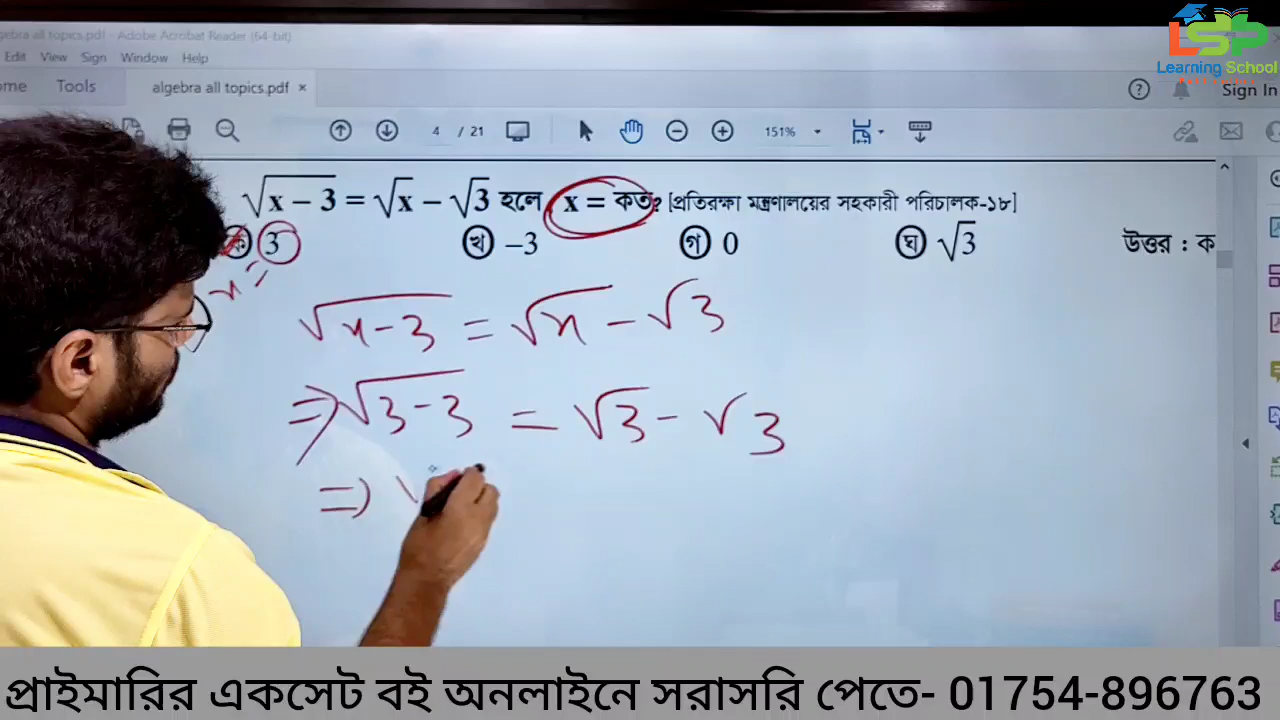 gebra all topics.pdf - Adobe Acrobat Reader (64-bit)
Edit View Sign Window Help
ome Tools algebra all topics.pdf × Sign In
4 / 21 151%
√x − 3 = √x − √3 হলে x = কত? [প্রতিরক্ষা মন্ত্রণালয়ের সহকারী পরিচালক-১৮]
ক 3 খ −3 গ 0 ঘ √3 উত্তর : ক
x =
√x-3 = √x - √3
⇒ √3-3 = √3 - √3
⇒
LSP
Learning School
প্রাইমারির একসেট বই অনলাইনে সরাসরি পেতে- 01754-896763